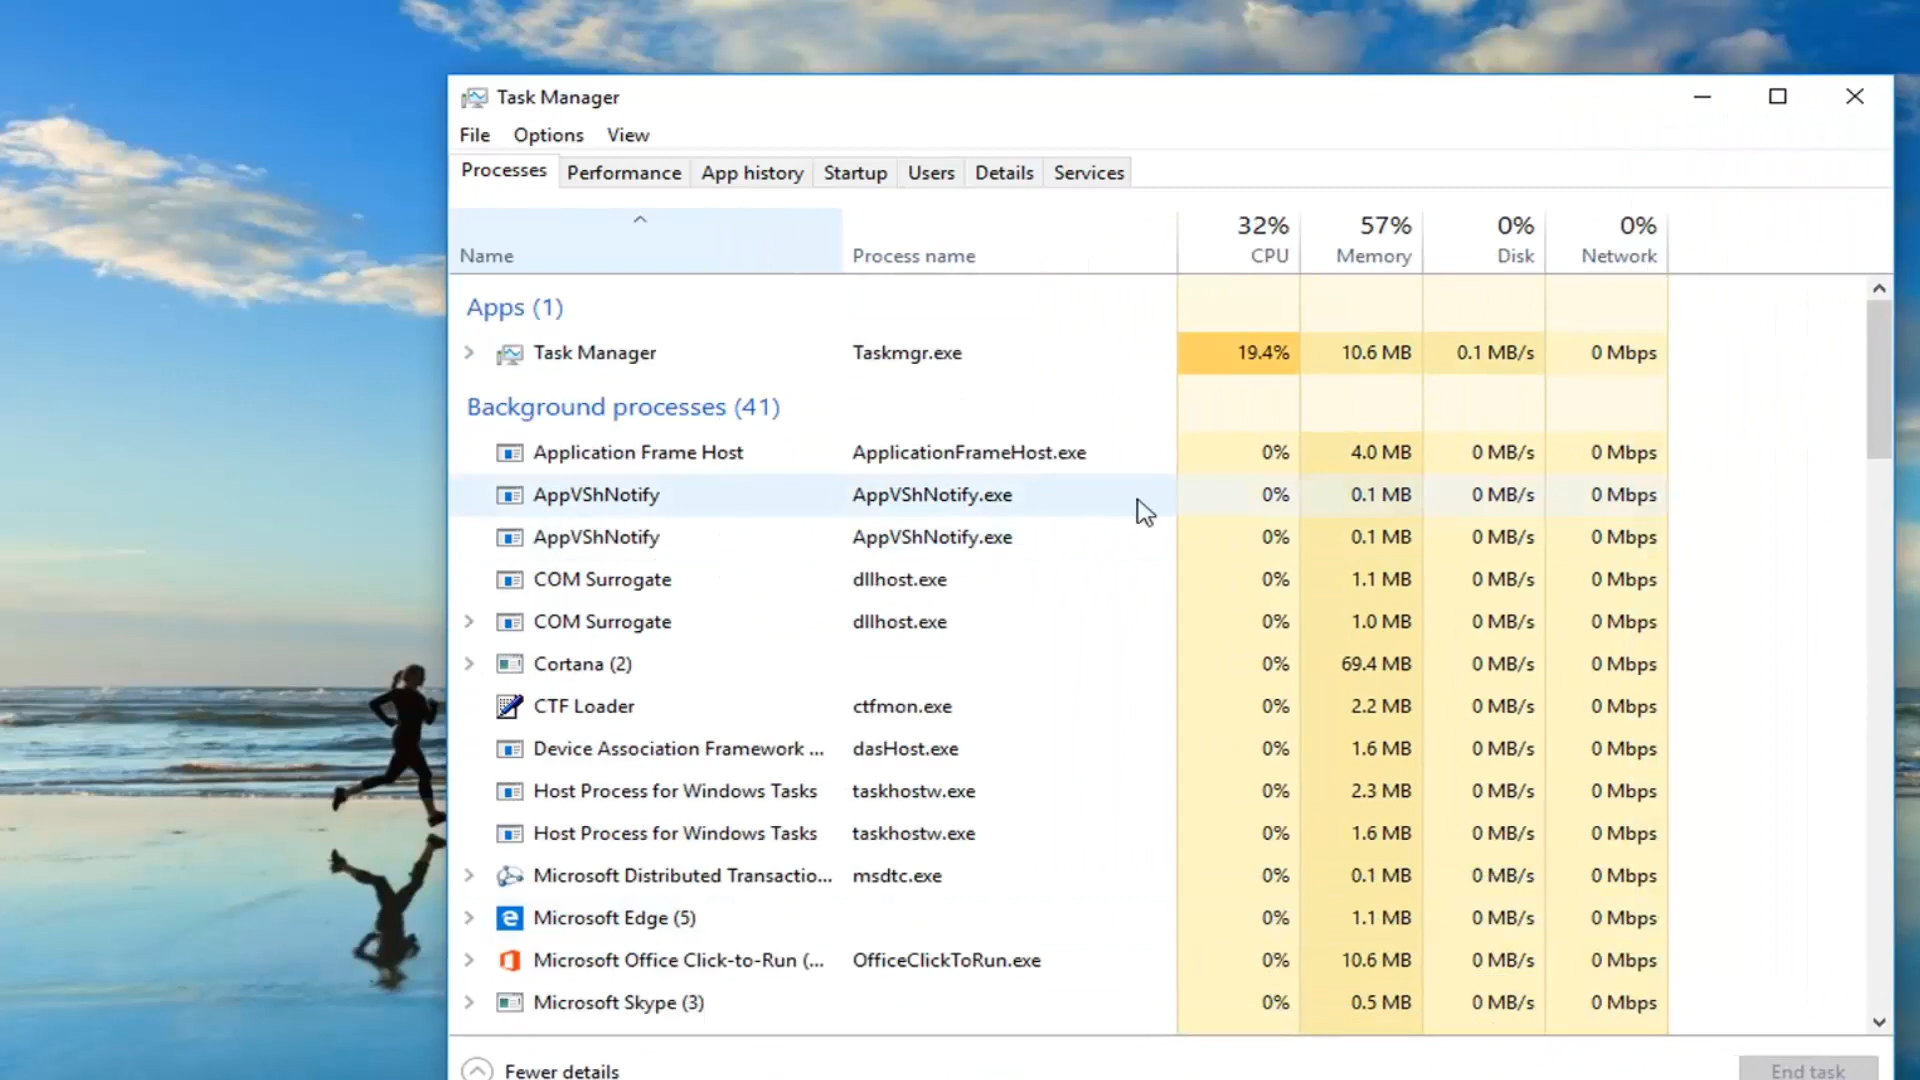 Task Manager
File Options View
Processes Performance App history Startup Users Details Services
32% 57% 0% 0%
Name Process name CPU Memory Disk Network
Apps (1)
Task Manager Taskmgr.exe 19.4% 10.6 MB 0.1 MB/s 0 Mbps
Background processes (41)
Application Frame Host ApplicationFrameHost.exe 0% 4.0 MB 0 MB/s 0 Mbps
AppVShNotify AppVShNotify.exe 0% 0.1 MB 0 MB/s 0 Mbps
AppVShNotify AppVShNotify.exe 0% 0.1 MB 0 MB/s 0 Mbps
COM Surrogate dllhost.exe 0% 1.1 MB 0 MB/s 0 Mbps
COM Surrogate dllhost.exe 0% 1.0 MB 0 MB/s 0 Mbps
Cortana (2) 0% 69.4 MB 0 MB/s 0 Mbps
CTF Loader ctfmon.exe 0% 2.2 MB 0 MB/s 0 Mbps
Device Association Framework ... dasHost.exe 0% 1.6 MB 0 MB/s 0 Mbps
Host Process for Windows Tasks taskhostw.exe 0% 2.3 MB 0 MB/s 0 Mbps
Host Process for Windows Tasks taskhostw.exe 0% 1.6 MB 0 MB/s 0 Mbps
Microsoft Distributed Transactio... msdtc.exe 0% 0.1 MB 0 MB/s 0 Mbps
Microsoft Edge (5) 0% 1.1 MB 0 MB/s 0 Mbps
Microsoft Office Click-to-Run (... OfficeClickToRun.exe 0% 10.6 MB 0 MB/s 0 Mbps
Microsoft Skype (3) 0% 0.5 MB 0 MB/s 0 Mbps
Fewer details End task